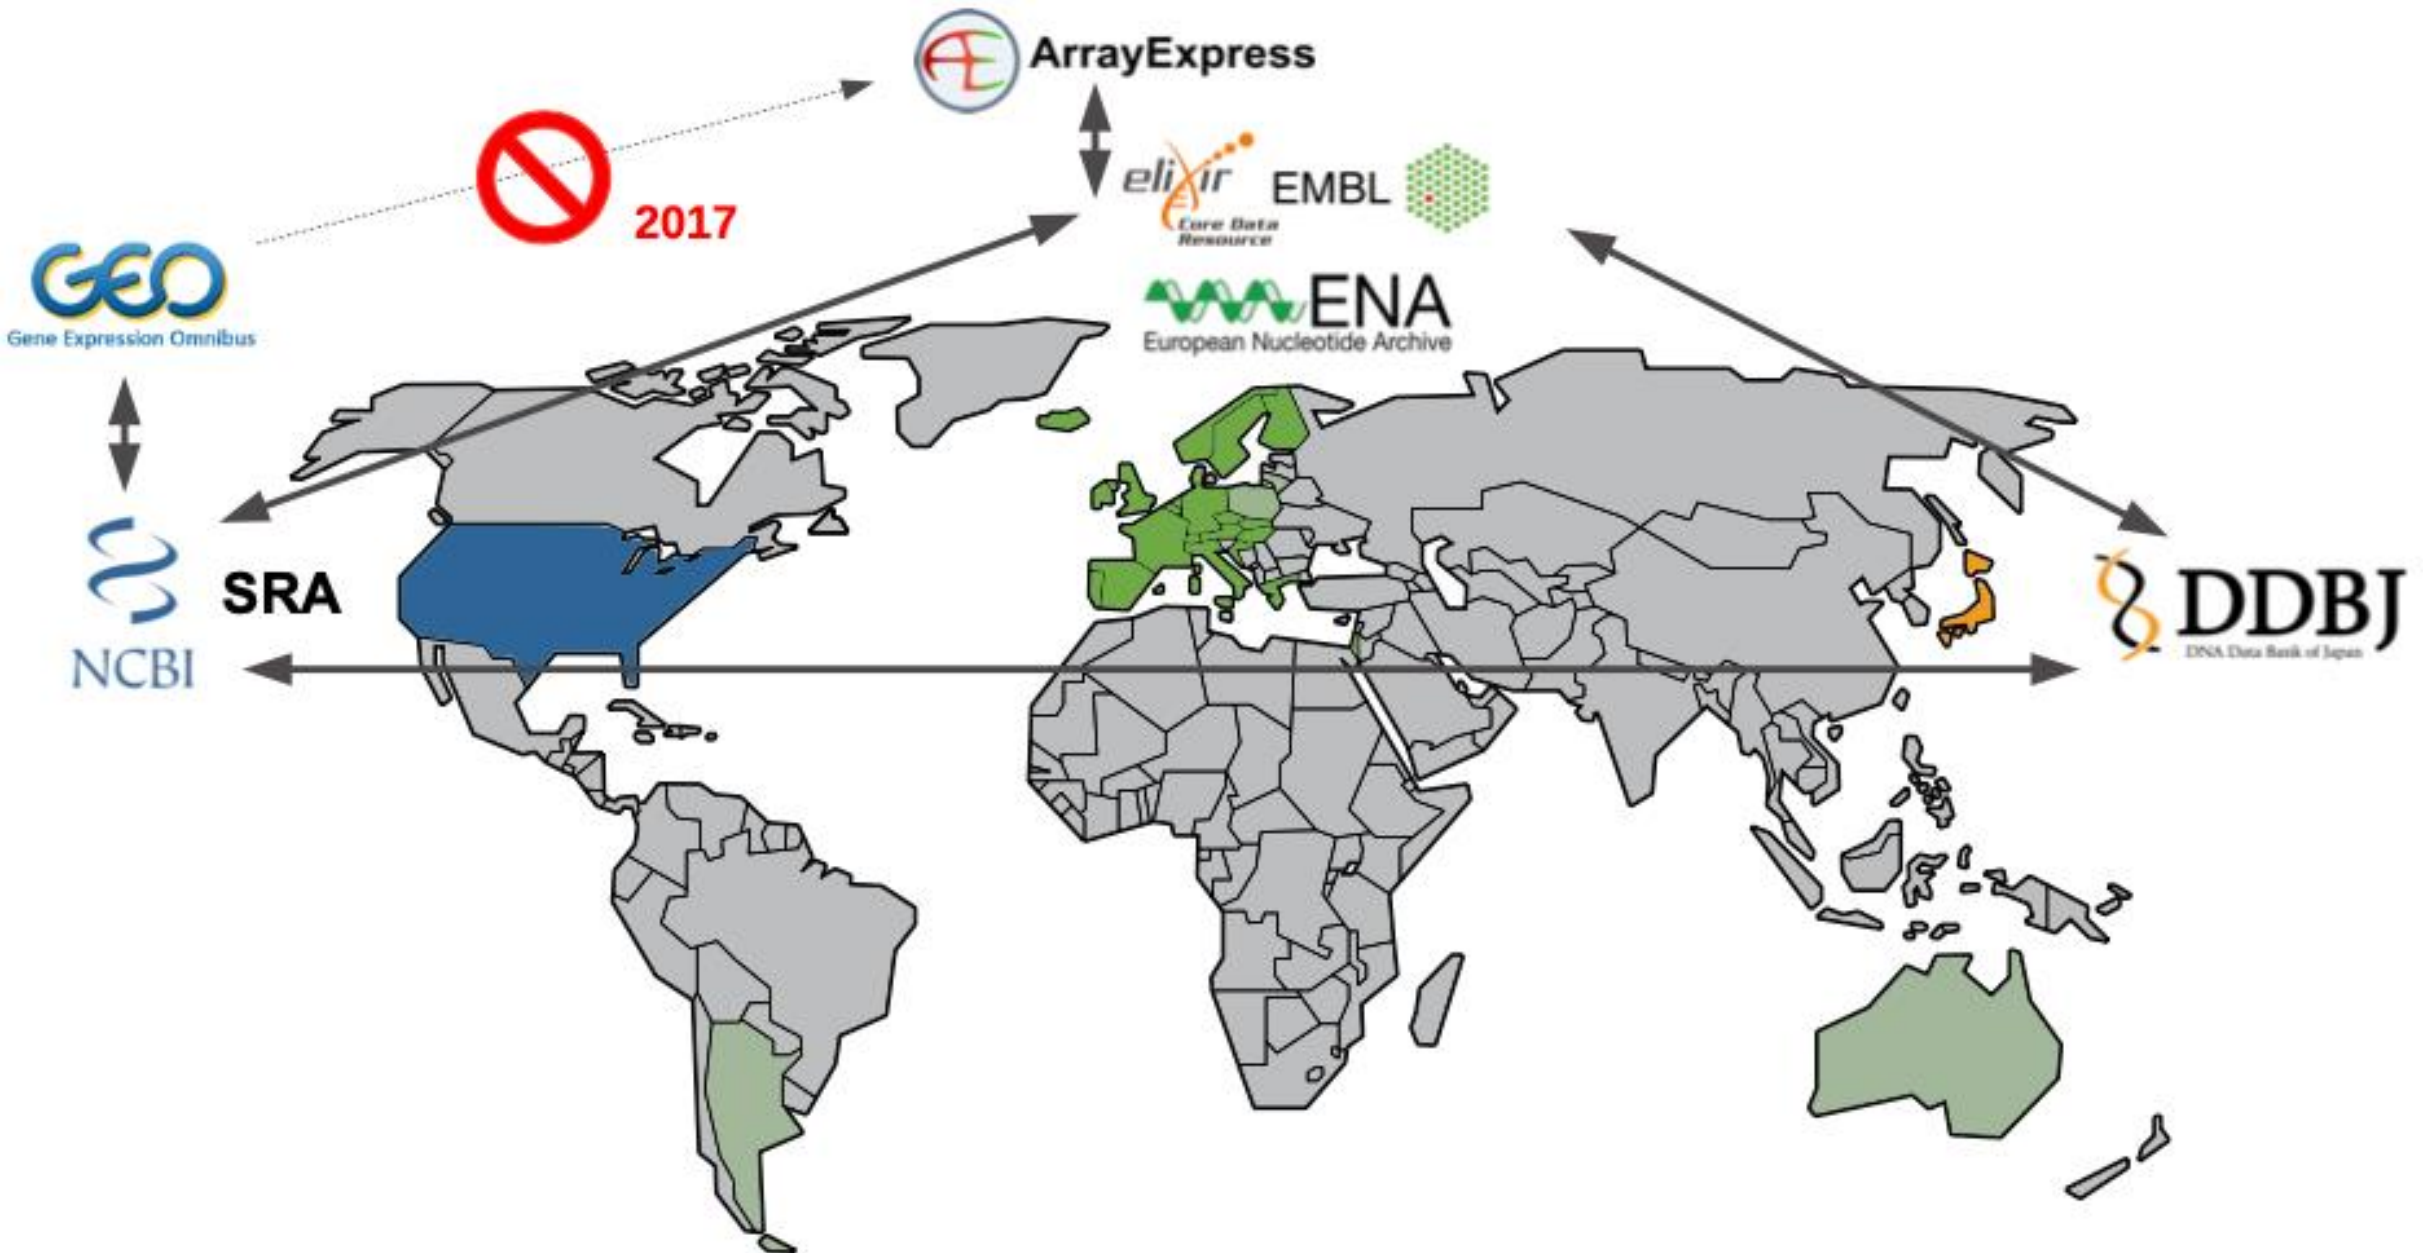 ArrayExpress
elixir
Core Data
Resource
EMBL
2017
GEO
Gene Expression Omnibus
ENA
European Nucleotide Archive
SRA
NCBI
DDBJ
DNA Data Bank of Japan